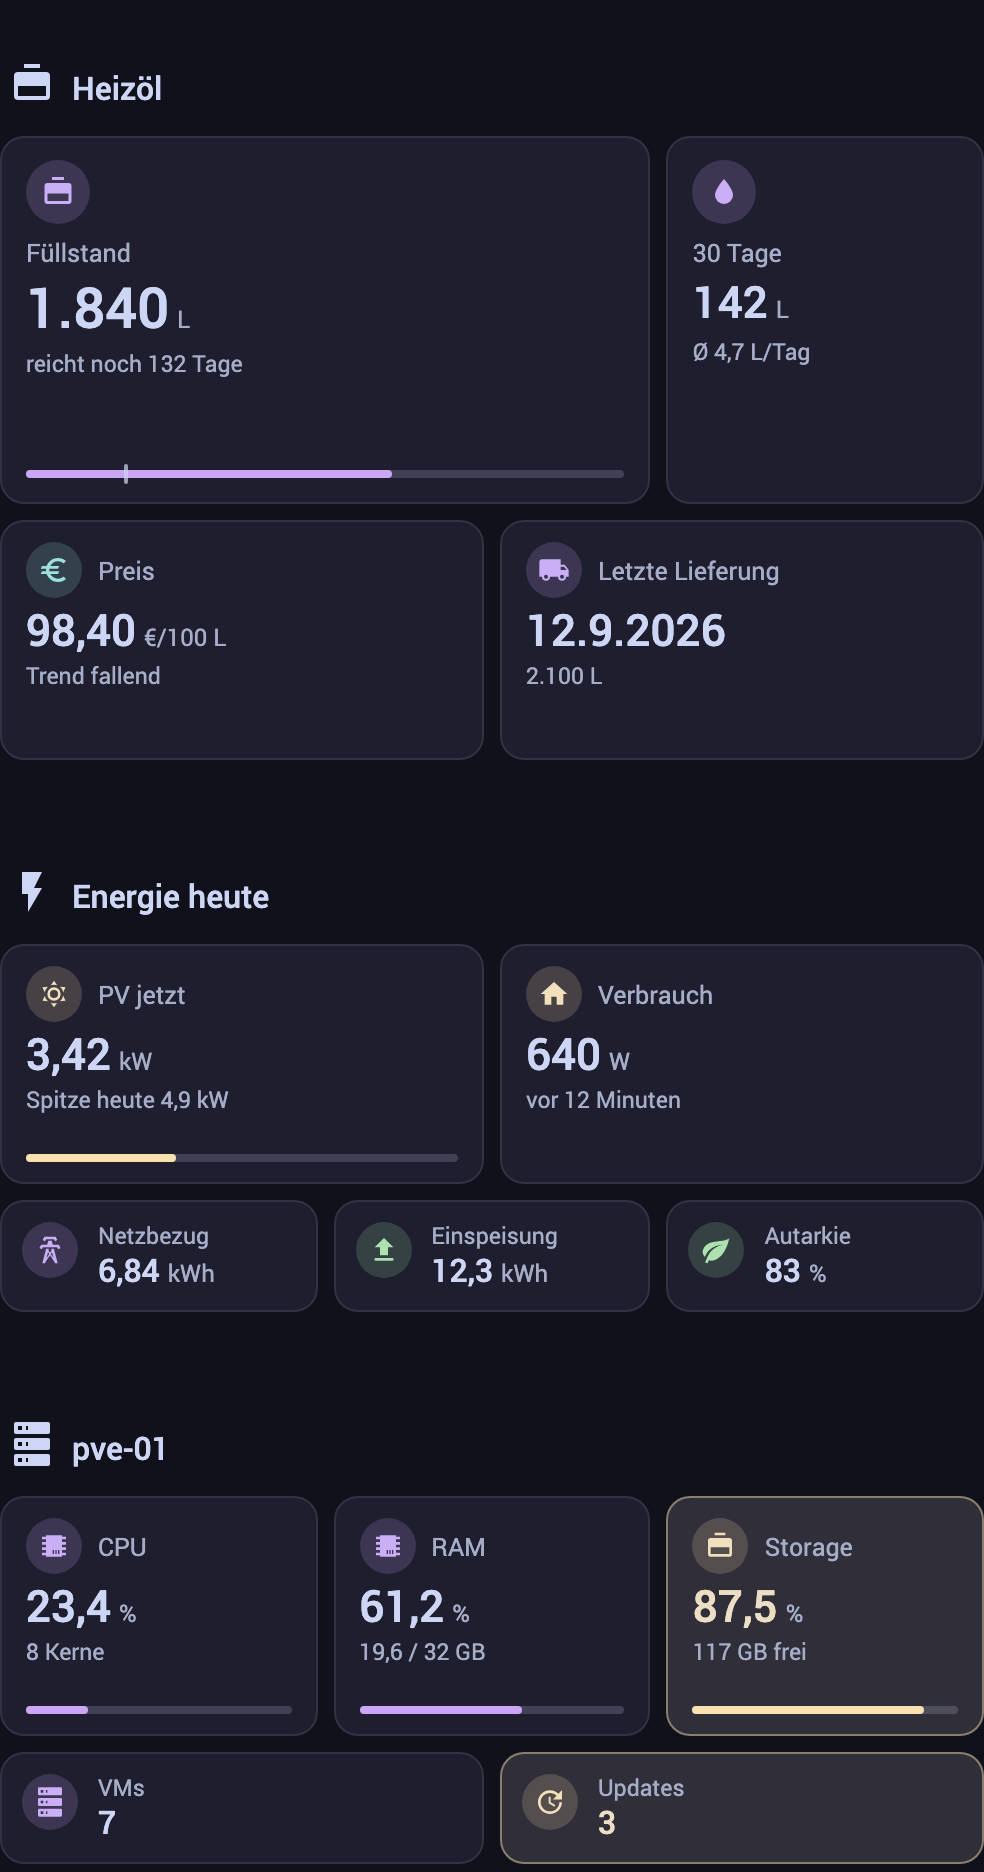 Heizöl
Füllstand
1.840 L
reicht noch 132 Tage
30 Tage
142 L
Ø 4,7 L/Tag
Preis
98,40 €/100 L
Trend fallend
Letzte Lieferung
12.9.2026
2.100 L
Energie heute
PV jetzt
3,42 kW
Spitze heute 4,9 kW
Verbrauch
640 W
vor 12 Minuten
Netzbezug
6,84 kWh
Einspeisung
12,3 kWh
Autarkie
83 %
pve-01
CPU
23,4 %
8 Kerne
RAM
61,2 %
19,6 / 32 GB
Storage
87,5 %
117 GB frei
VMs
7
Updates
3